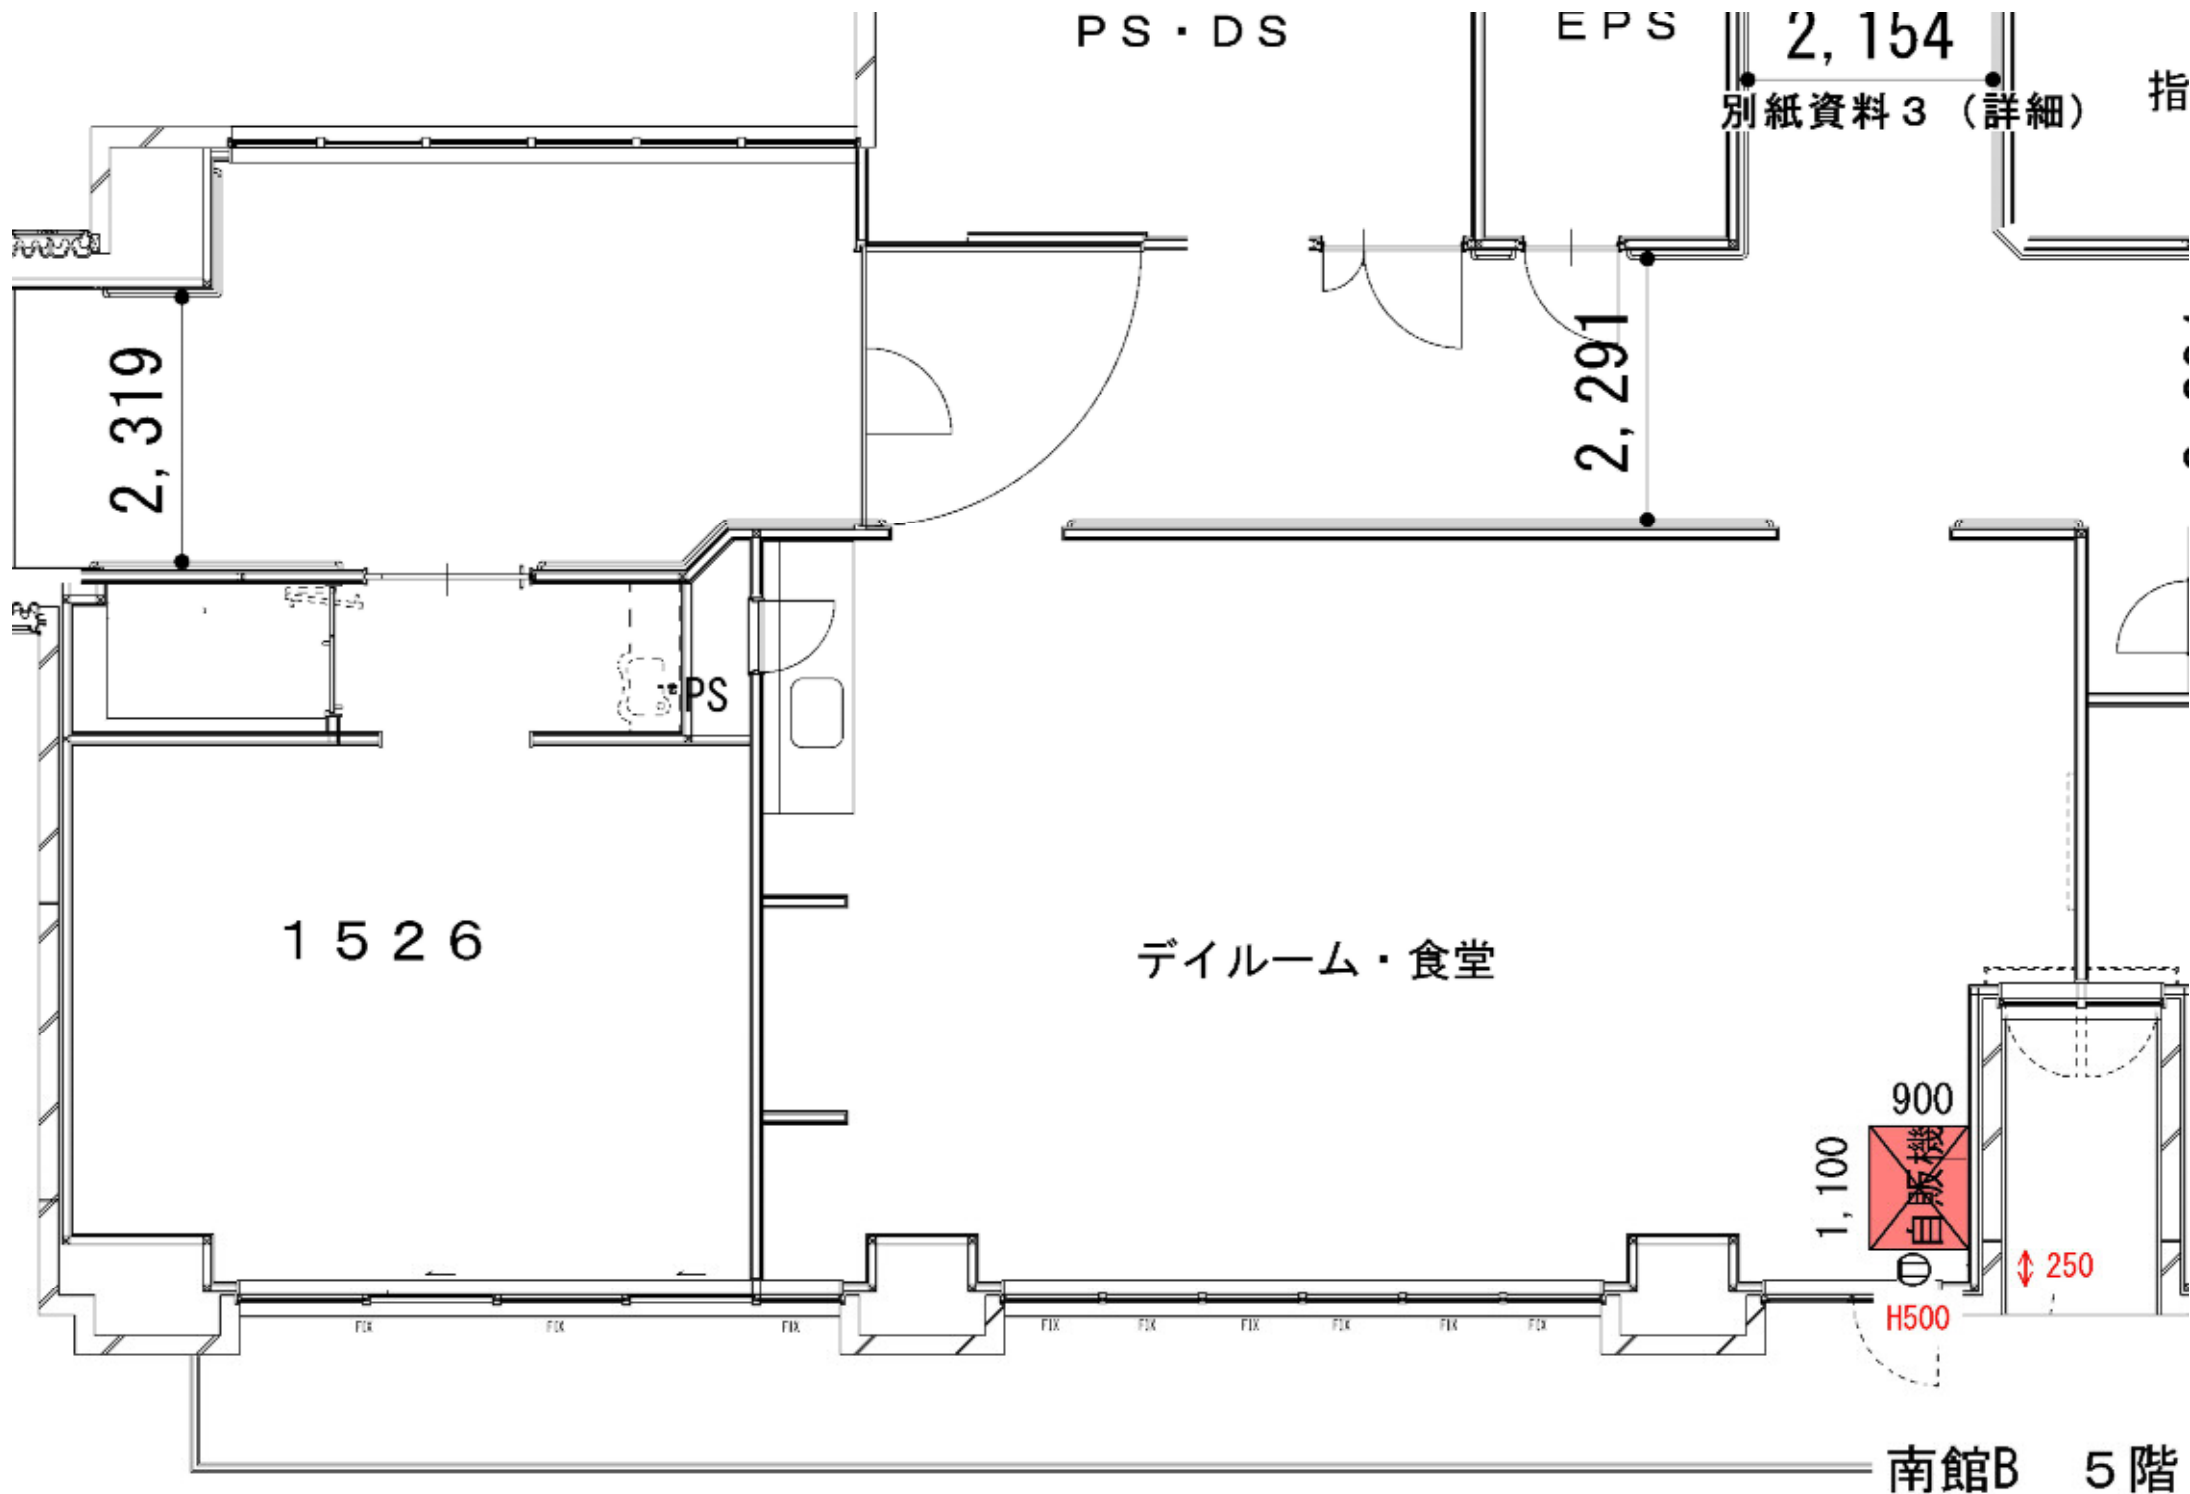 PS・DS
EPS
2,154
別紙資料3（詳細）
指
2,319
2,291
PS
1526
デイルーム・食堂
900
1,100
自販機
250
H500
FIX
FIX
FIX
FIX
FIX
FIX
FIX
FIX
FIX
南館B 5階